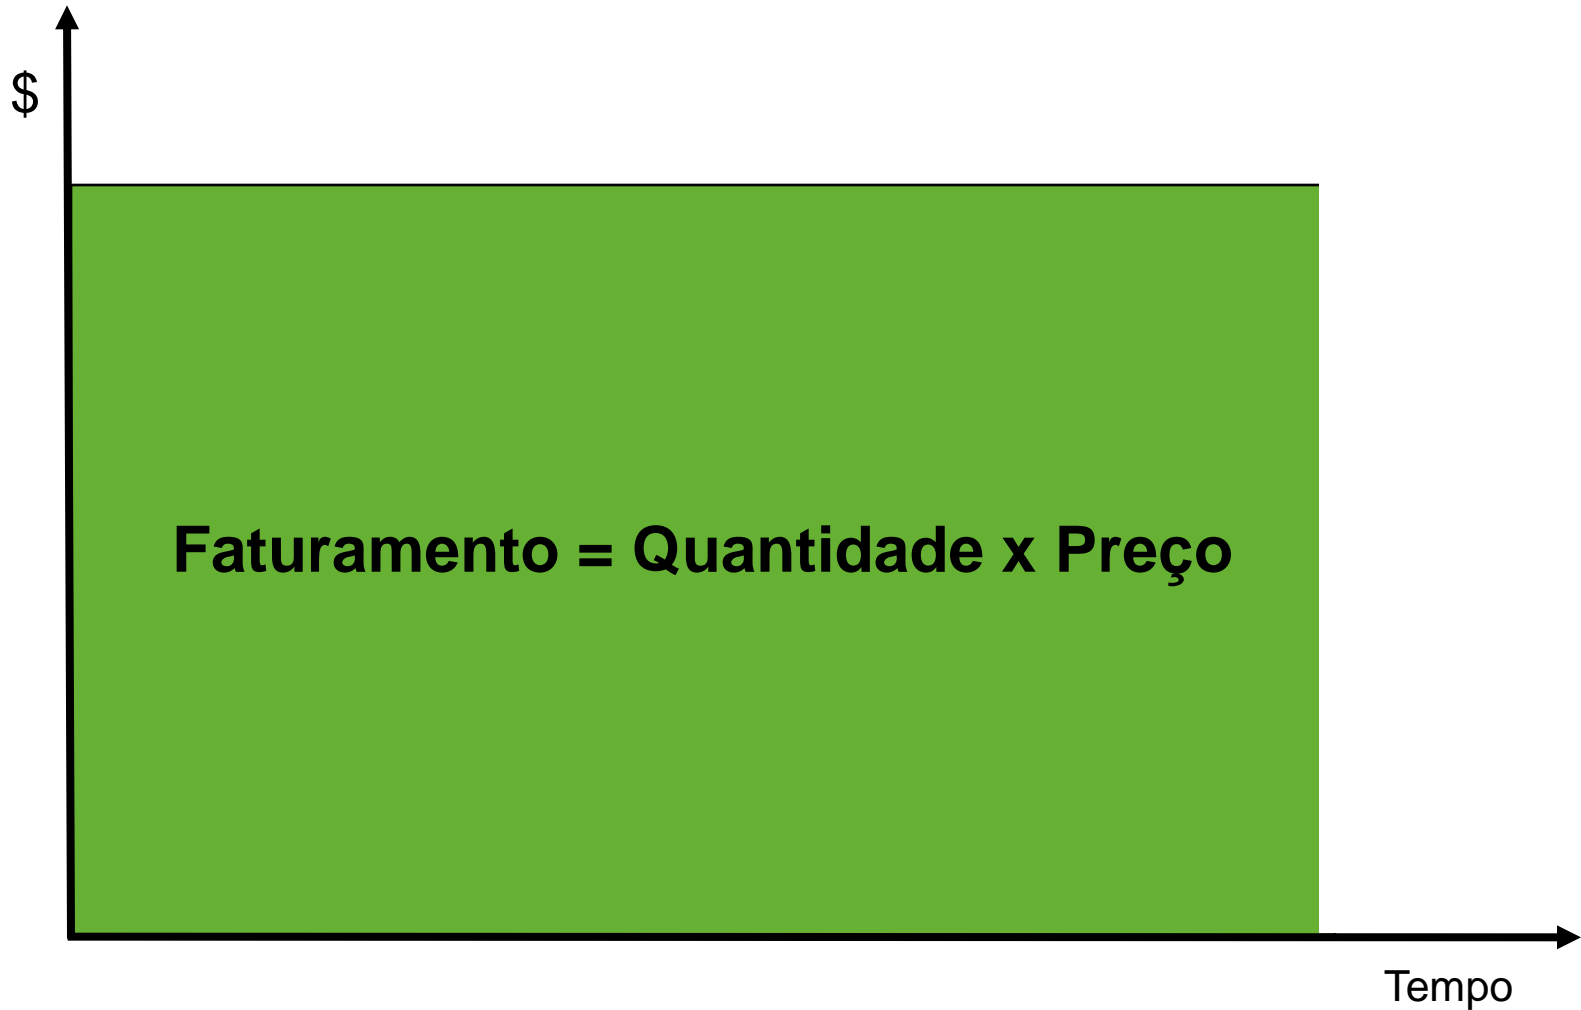 $
Faturamento = Quantidade x Preço
Tempo